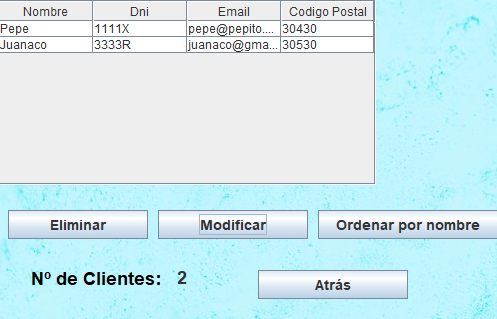 Nombre Dni Email Codigo Postal
Pepe 1111X pepe@pepito.... 30430
Juanaco 3333R juanaco@gma... 30530
Eliminar Modificar Ordenar por nombre
Nº de Clientes: 2
Atrás